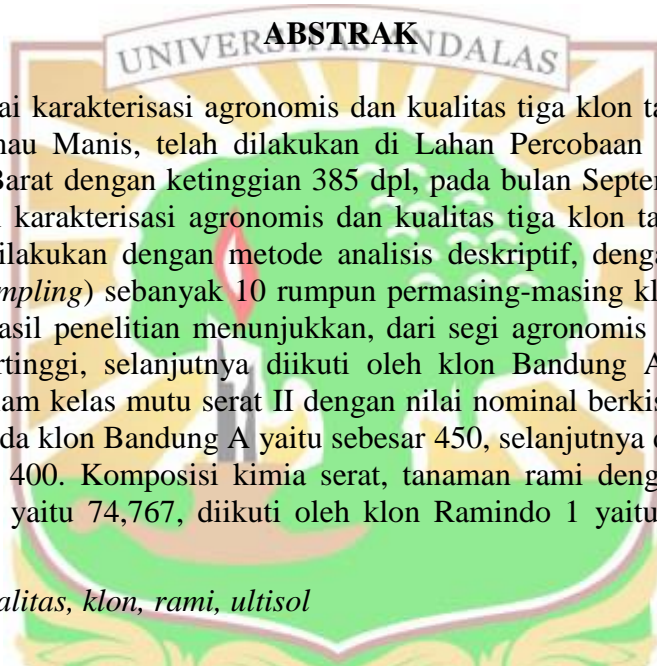 ABSTRAK
UNIVERSITAS ANDALAS
ai karakterisasi agronomis dan kualitas tiga klon ta
nau Manis, telah dilakukan di Lahan Percobaan
Barat dengan ketinggian 385 dpl, pada bulan Septem
karakterisasi agronomis dan kualitas tiga klon ta
ilakukan dengan metode analisis deskriptif, denga
mpling) sebanyak 10 rumpun permasing-masing kl
asil penelitian menunjukkan, dari segi agronomis
rtinggi, selanjutnya diikuti oleh klon Bandung A
am kelas mutu serat II dengan nilai nominal berkis
da klon Bandung A yaitu sebesar 450, selanjutnya
400. Komposisi kimia serat, tanaman rami deng
yaitu 74,767, diikuti oleh klon Ramindo 1 yaitu
alitas, klon, rami, ultisol